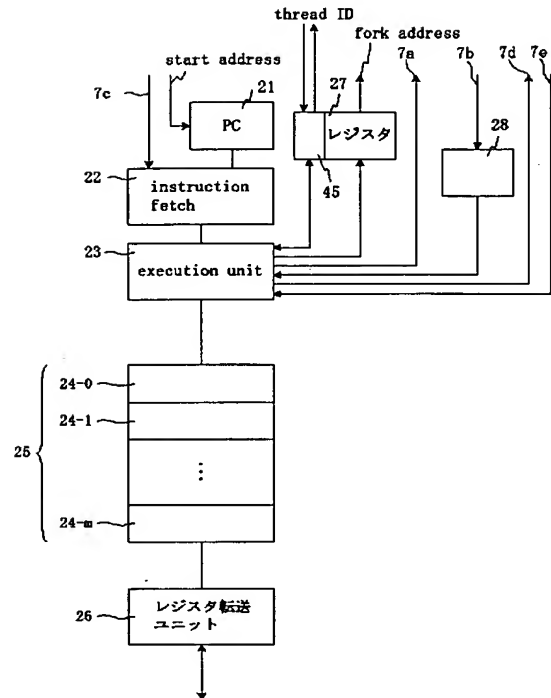 thread ID
fork address
start address
7a
7b
7d
7e
7c
21
27
PC
レジスタ
28
22
instruction
fetch
45
23
execution unit
24-0
24-1
25
⋮
24-m
26
レジスタ転送
ユニット